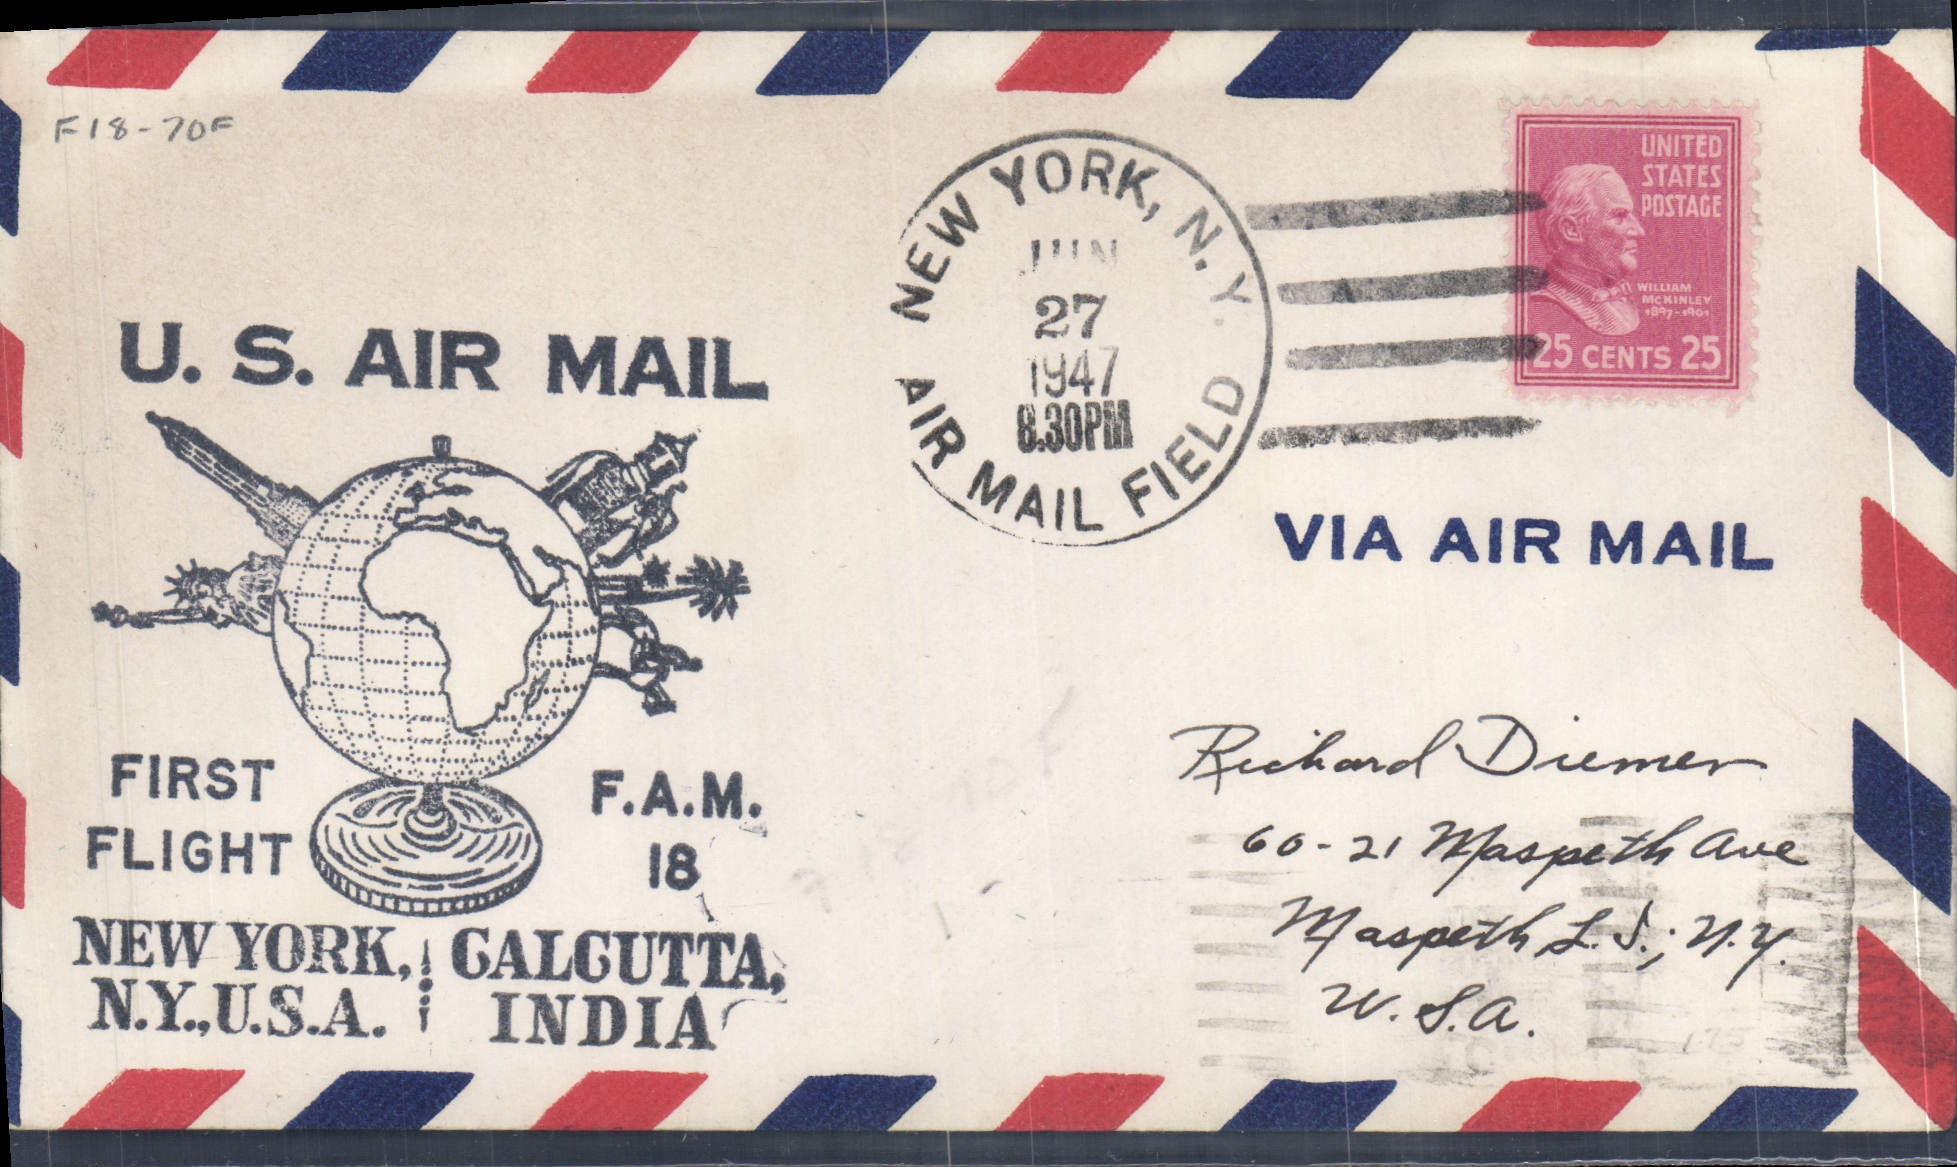 F18-70F
NEW YORK, N.Y.
JUN
27
1947
8.30PM
AIR MAIL FIELD
UNITED
STATES
POSTAGE
WILLIAM
MCKINLEY
1897-1901
25 CENTS 25
U. S. AIR MAIL
VIA AIR MAIL
FIRST
FLIGHT
F.A.M.
18
NEW YORK,
N.Y.,U.S.A.
CALCUTTA,
INDIA
Richard Diemer
60-21 Maspeth Ave
Maspeth L.I.; N.Y.
U.S.A.